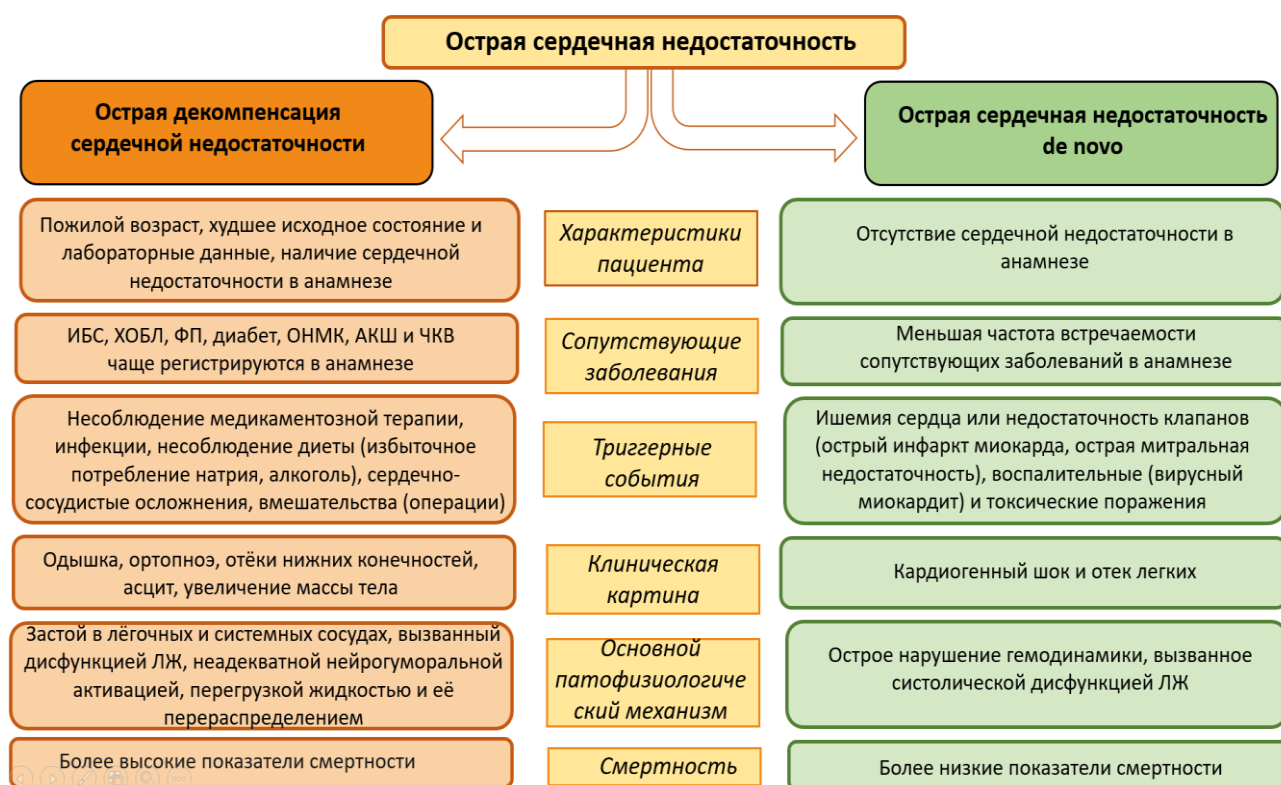 Острая сердечная недостаточность
Острая декомпенсация
сердечной недостаточности
Острая сердечная недостаточность
de novo
Пожилой возраст, худшее исходное состояние и
лабораторные данные, наличие сердечной
недостаточности в анамнезе
Характеристики
пациента
Отсутствие сердечной недостаточности в
анамнезе
ИБС, ХОБЛ, ФП, диабет, ОНМК, АКШ и ЧКВ
чаще регистрируются в анамнезе
Сопутствующие
заболевания
Меньшая частота встречаемости
сопутствующих заболеваний в анамнезе
Несоблюдение медикаментозной терапии,
инфекции, несоблюдение диеты (избыточное
потребление натрия, алкоголь), сердечно-
сосудистые осложнения, вмешательства (операции)
Триггерные
события
Ишемия сердца или недостаточность клапанов
(острый инфаркт миокарда, острая митральная
недостаточность), воспалительные (вирусный
миокардит) и токсические поражения
Одышка, ортопноэ, отёки нижних конечностей,
асцит, увеличение массы тела
Клиническая
картина
Кардиогенный шок и отек легких
Застой в лёгочных и системных сосудах, вызванный
дисфункцией ЛЖ, неадекватной нейрогуморальной
активацией, перегрузкой жидкостью и её
перераспределением
Основной
патофизиологиче
ский механизм
Острое нарушение гемодинамики, вызванное
систолической дисфункцией ЛЖ
Более высокие показатели смертности
Смертность
Более низкие показатели смертности